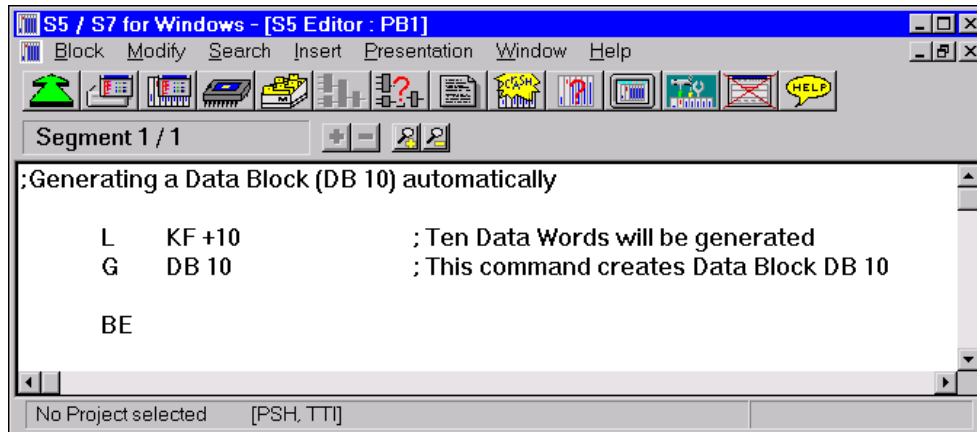 S5 / S7 for Windows - [S5 Editor : PB1]
Block Modify Search Insert Presentation Window Help
M ? CASH ? HELP
Segment 1 / 1 + -
;Generating a Data Block (DB 10) automatically
L KF +10 ; Ten Data Words will be generated
G DB 10 ; This command creates Data Block DB 10
BE
No Project selected [PSH, TTI]